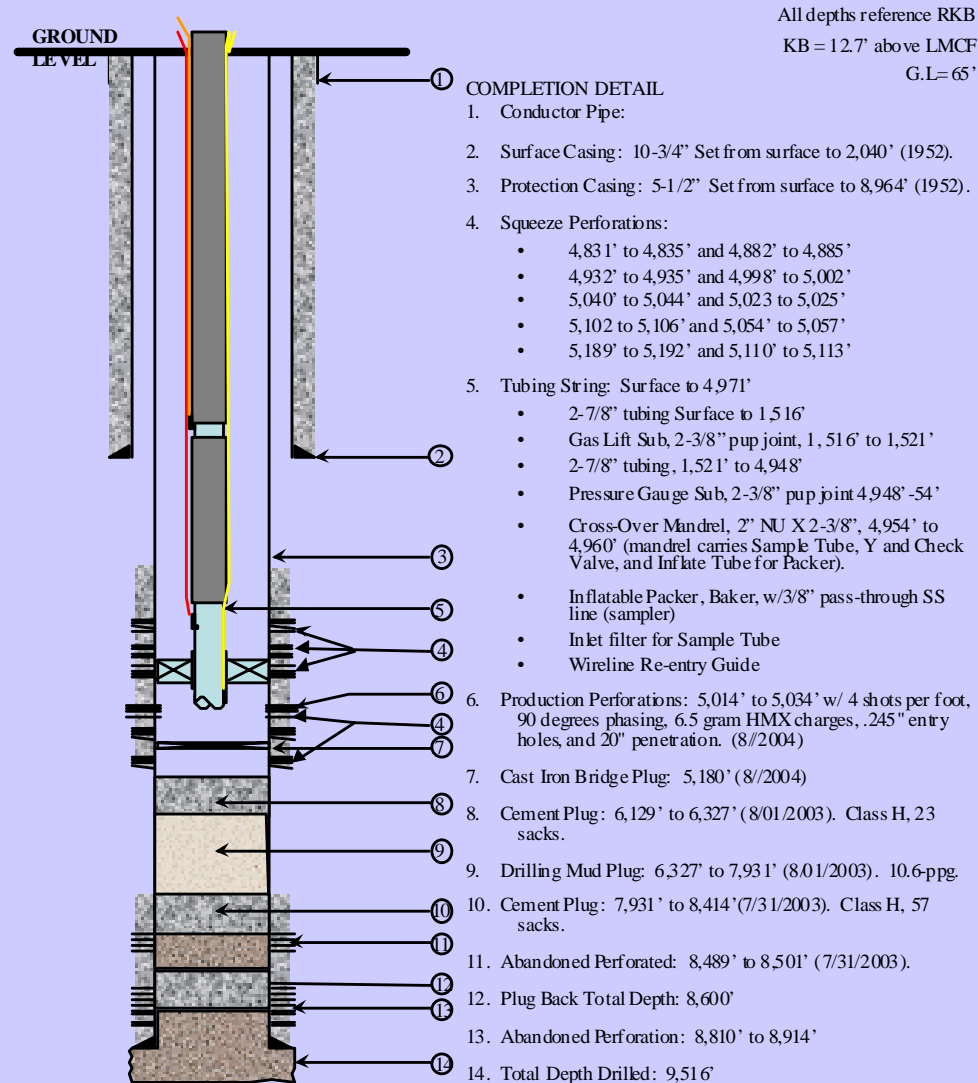 All depths reference RKB
KB = 12.7’ above LMCF
G.L= 65’
GROUND
LEVEL
COMPLETION DETAIL
1. Conductor Pipe:
2. Surface Casing: 10-3/4” Set from surface to 2,040’ (1952).
3. Protection Casing: 5-1/2” Set from surface to 8,964’ (1952).
4. Squeeze Perforations:
• 4,831’ to 4,835’ and 4,882’ to 4,885’
• 4,932’ to 4,935’ and 4,998’ to 5,002’
• 5,040’ to 5,044’ and 5,023 to 5,025’
• 5,102 to 5,106’ and 5,054’ to 5,057’
• 5,189’ to 5,192’ and 5,110’ to 5,113’
5. Tubing String: Surface to 4,971’
• 2-7/8” tubing Surface to 1,516’
• Gas Lift Sub, 2-3/8” pup joint, 1, 516’ to 1,521’
• 2-7/8” tubing, 1,521’ to 4,948’
• Pressure Gauge Sub, 2-3/8” pup joint 4,948’-54’
• Cross-Over Mandrel, 2” NU X 2-3/8”, 4,954’ to
4,960’ (mandrel carries Sample Tube, Y and Check
Valve, and Inflate Tube for Packer).
• Inflatable Packer, Baker, w/3/8” pass-through SS
line (sampler)
• Inlet filter for Sample Tube
• Wireline Re-entry Guide
6. Production Perforations: 5,014’ to 5,034’ w/ 4 shots per foot,
90 degrees phasing, 6.5 gram HMX charges, .245" entry
holes, and 20" penetration. (8//2004)
7. Cast Iron Bridge Plug: 5,180’ (8//2004)
8. Cement Plug: 6,129’ to 6,327’ (8/01/2003). Class H, 23
sacks.
9. Drilling Mud Plug: 6,327’ to 7,931’ (8/01/2003). 10.6-ppg.
10. Cement Plug: 7,931’ to 8,414’(7/31/2003). Class H, 57
sacks.
11. Abandoned Perforated: 8,489’ to 8,501’ (7/31/2003).
12. Plug Back Total Depth: 8,600’
13. Abandoned Perforation: 8,810’ to 8,914’
14. Total Depth Drilled: 9,516’
1
2
3
5
4
6
4
7
8
9
10
11
12
13
14